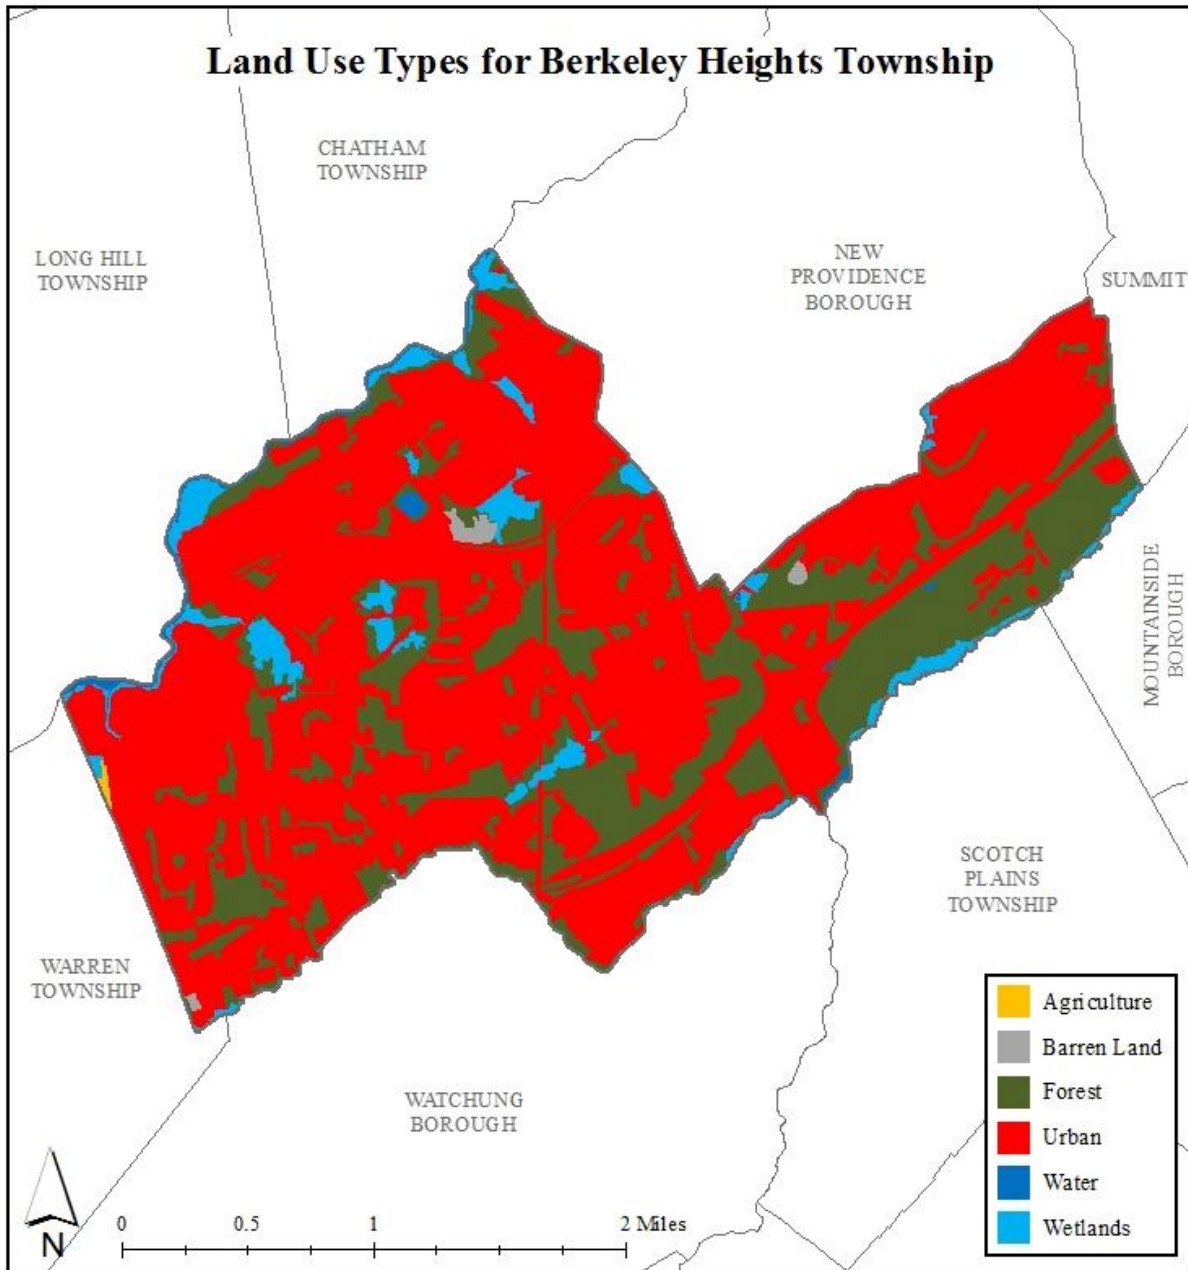 Land Use Types for Berkeley Heights Township
CHATHAM
TOWNSHIP
LONG HILL
TOWNSHIP
NEW
PROVIDENCE
BOROUGH
SUMMIT
MOUNTAINSIDE
BOROUGH
SCOTCH
PLAINS
TOWNSHIP
WARREN
TOWNSHIP
WATCHUNG
BOROUGH
Agriculture
Barren Land
Forest
Urban
Water
Wetlands
N
0 0.5 1 2 Miles